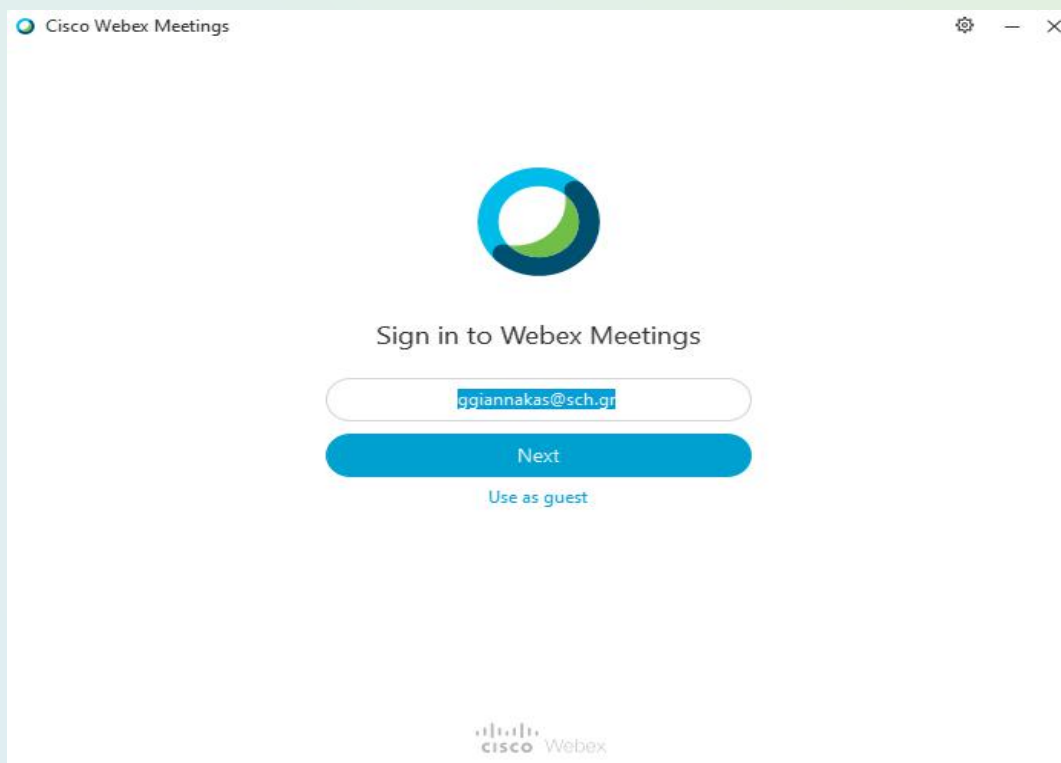 Cisco Webex Meetings
Sign in to Webex Meetings
ggiannakas@sch.gr
Next
Use as guest
cisco Webex